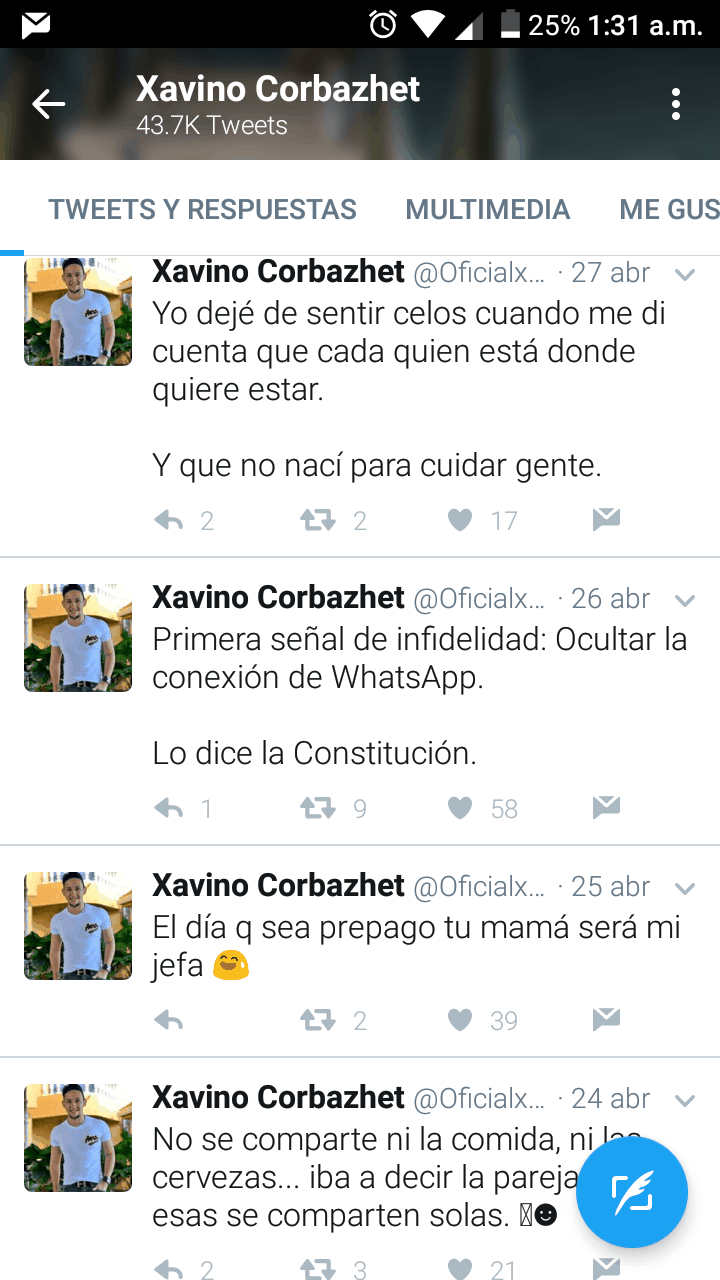 25% 1:31 a.m.
Xavino Corbazhet
43.7K Tweets
TWEETS Y RESPUESTAS MULTIMEDIA ME GUS
Xavino Corbazhet @Oficialx... · 27 abr
Yo dejé de sentir celos cuando me di
cuenta que cada quien está donde
quiere estar.
Y que no nací para cuidar gente.
2 2 17
Xavino Corbazhet @Oficialx... · 26 abr
Primera señal de infidelidad: Ocultar la
conexión de WhatsApp.
Lo dice la Constitución.
1 9 58
Xavino Corbazhet @Oficialx... · 25 abr
El día q sea prepago tu mamá será mi
jefa 😅
2 39
Xavino Corbazhet @Oficialx... · 24 abr
No se comparte ni la comida, ni las
cervezas... iba a decir la pareja
esas se comparten solas. ☻
2 3 21